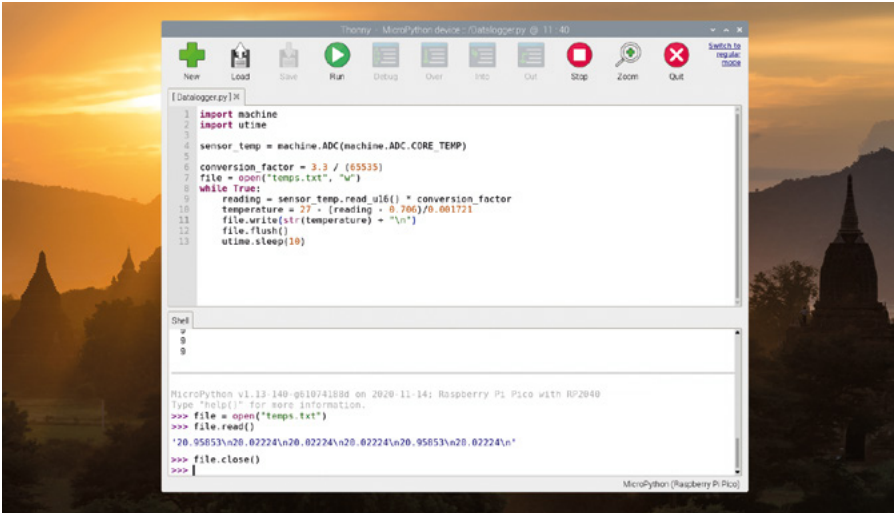 Thonny - MicroPython device :: /Datalogger.py @ 11 : 40
New Load Save Run Debug Over Into Out Stop Zoom Quit
Switch to
regular
mode
[ Datalogger.py ]
1 import machine
2 import utime
3
4 sensor_temp = machine.ADC(machine.ADC.CORE_TEMP)
5
6 conversion_factor = 3.3 / (65535)
7 file = open("temps.txt", "w")
8 while True:
9 reading = sensor_temp.read_u16() * conversion_factor
10 temperature = 27 - (reading - 0.706)/0.001721
11 file.write(str(temperature) + "\n")
12 file.flush()
13 utime.sleep(10)
Shell
9
9
9
MicroPython v1.13-140-g61074188d on 2020-11-14; Raspberry Pi Pico with RP2040
Type "help()" for more information.
>>> file = open("temps.txt")
>>> file.read()
'20.95853\n20.02224\n20.02224\n20.02224\n20.95853\n20.02224\n'
>>> file.close()
>>>
MicroPython (Raspberry Pi Pico)